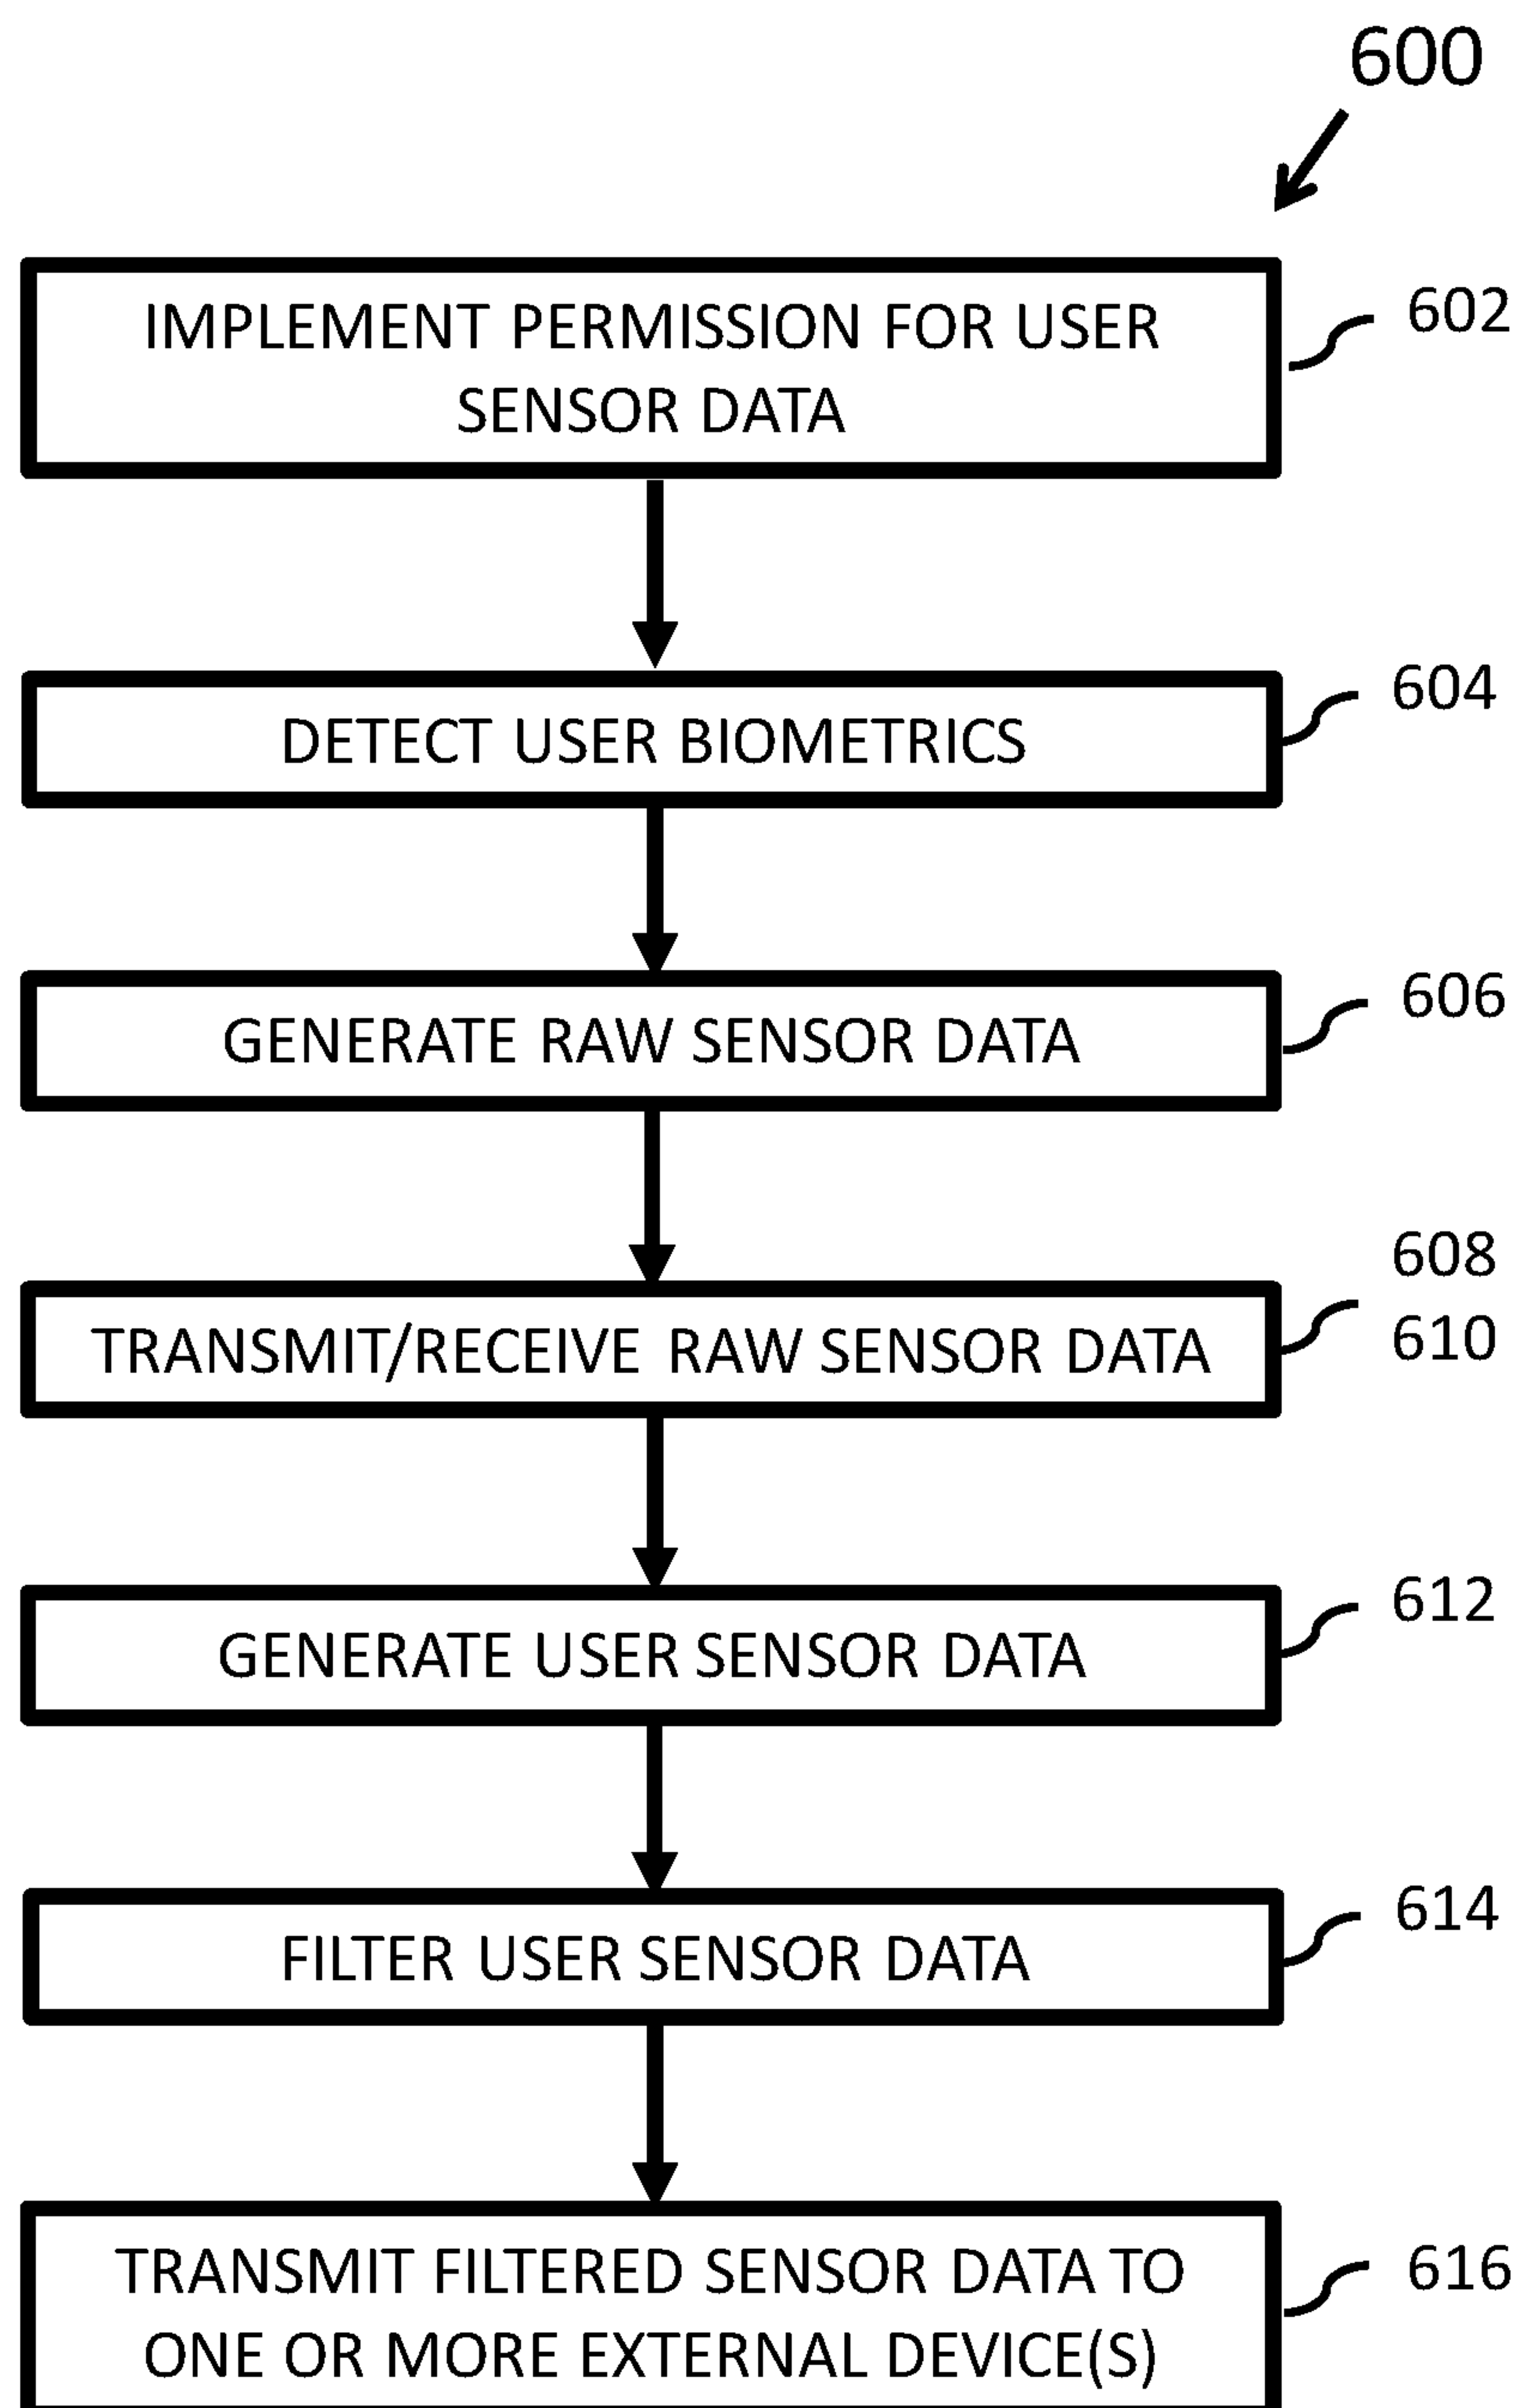 600
IMPLEMENT PERMISSION FOR USER
SENSOR DATA
602
DETECT USER BIOMETRICS
604
GENERATE RAW SENSOR DATA
606
TRANSMIT/RECEIVE RAW SENSOR DATA
608
610
GENERATE USER SENSOR DATA
612
FILTER USER SENSOR DATA
614
TRANSMIT FILTERED SENSOR DATA TO
ONE OR MORE EXTERNAL DEVICE(S)
616